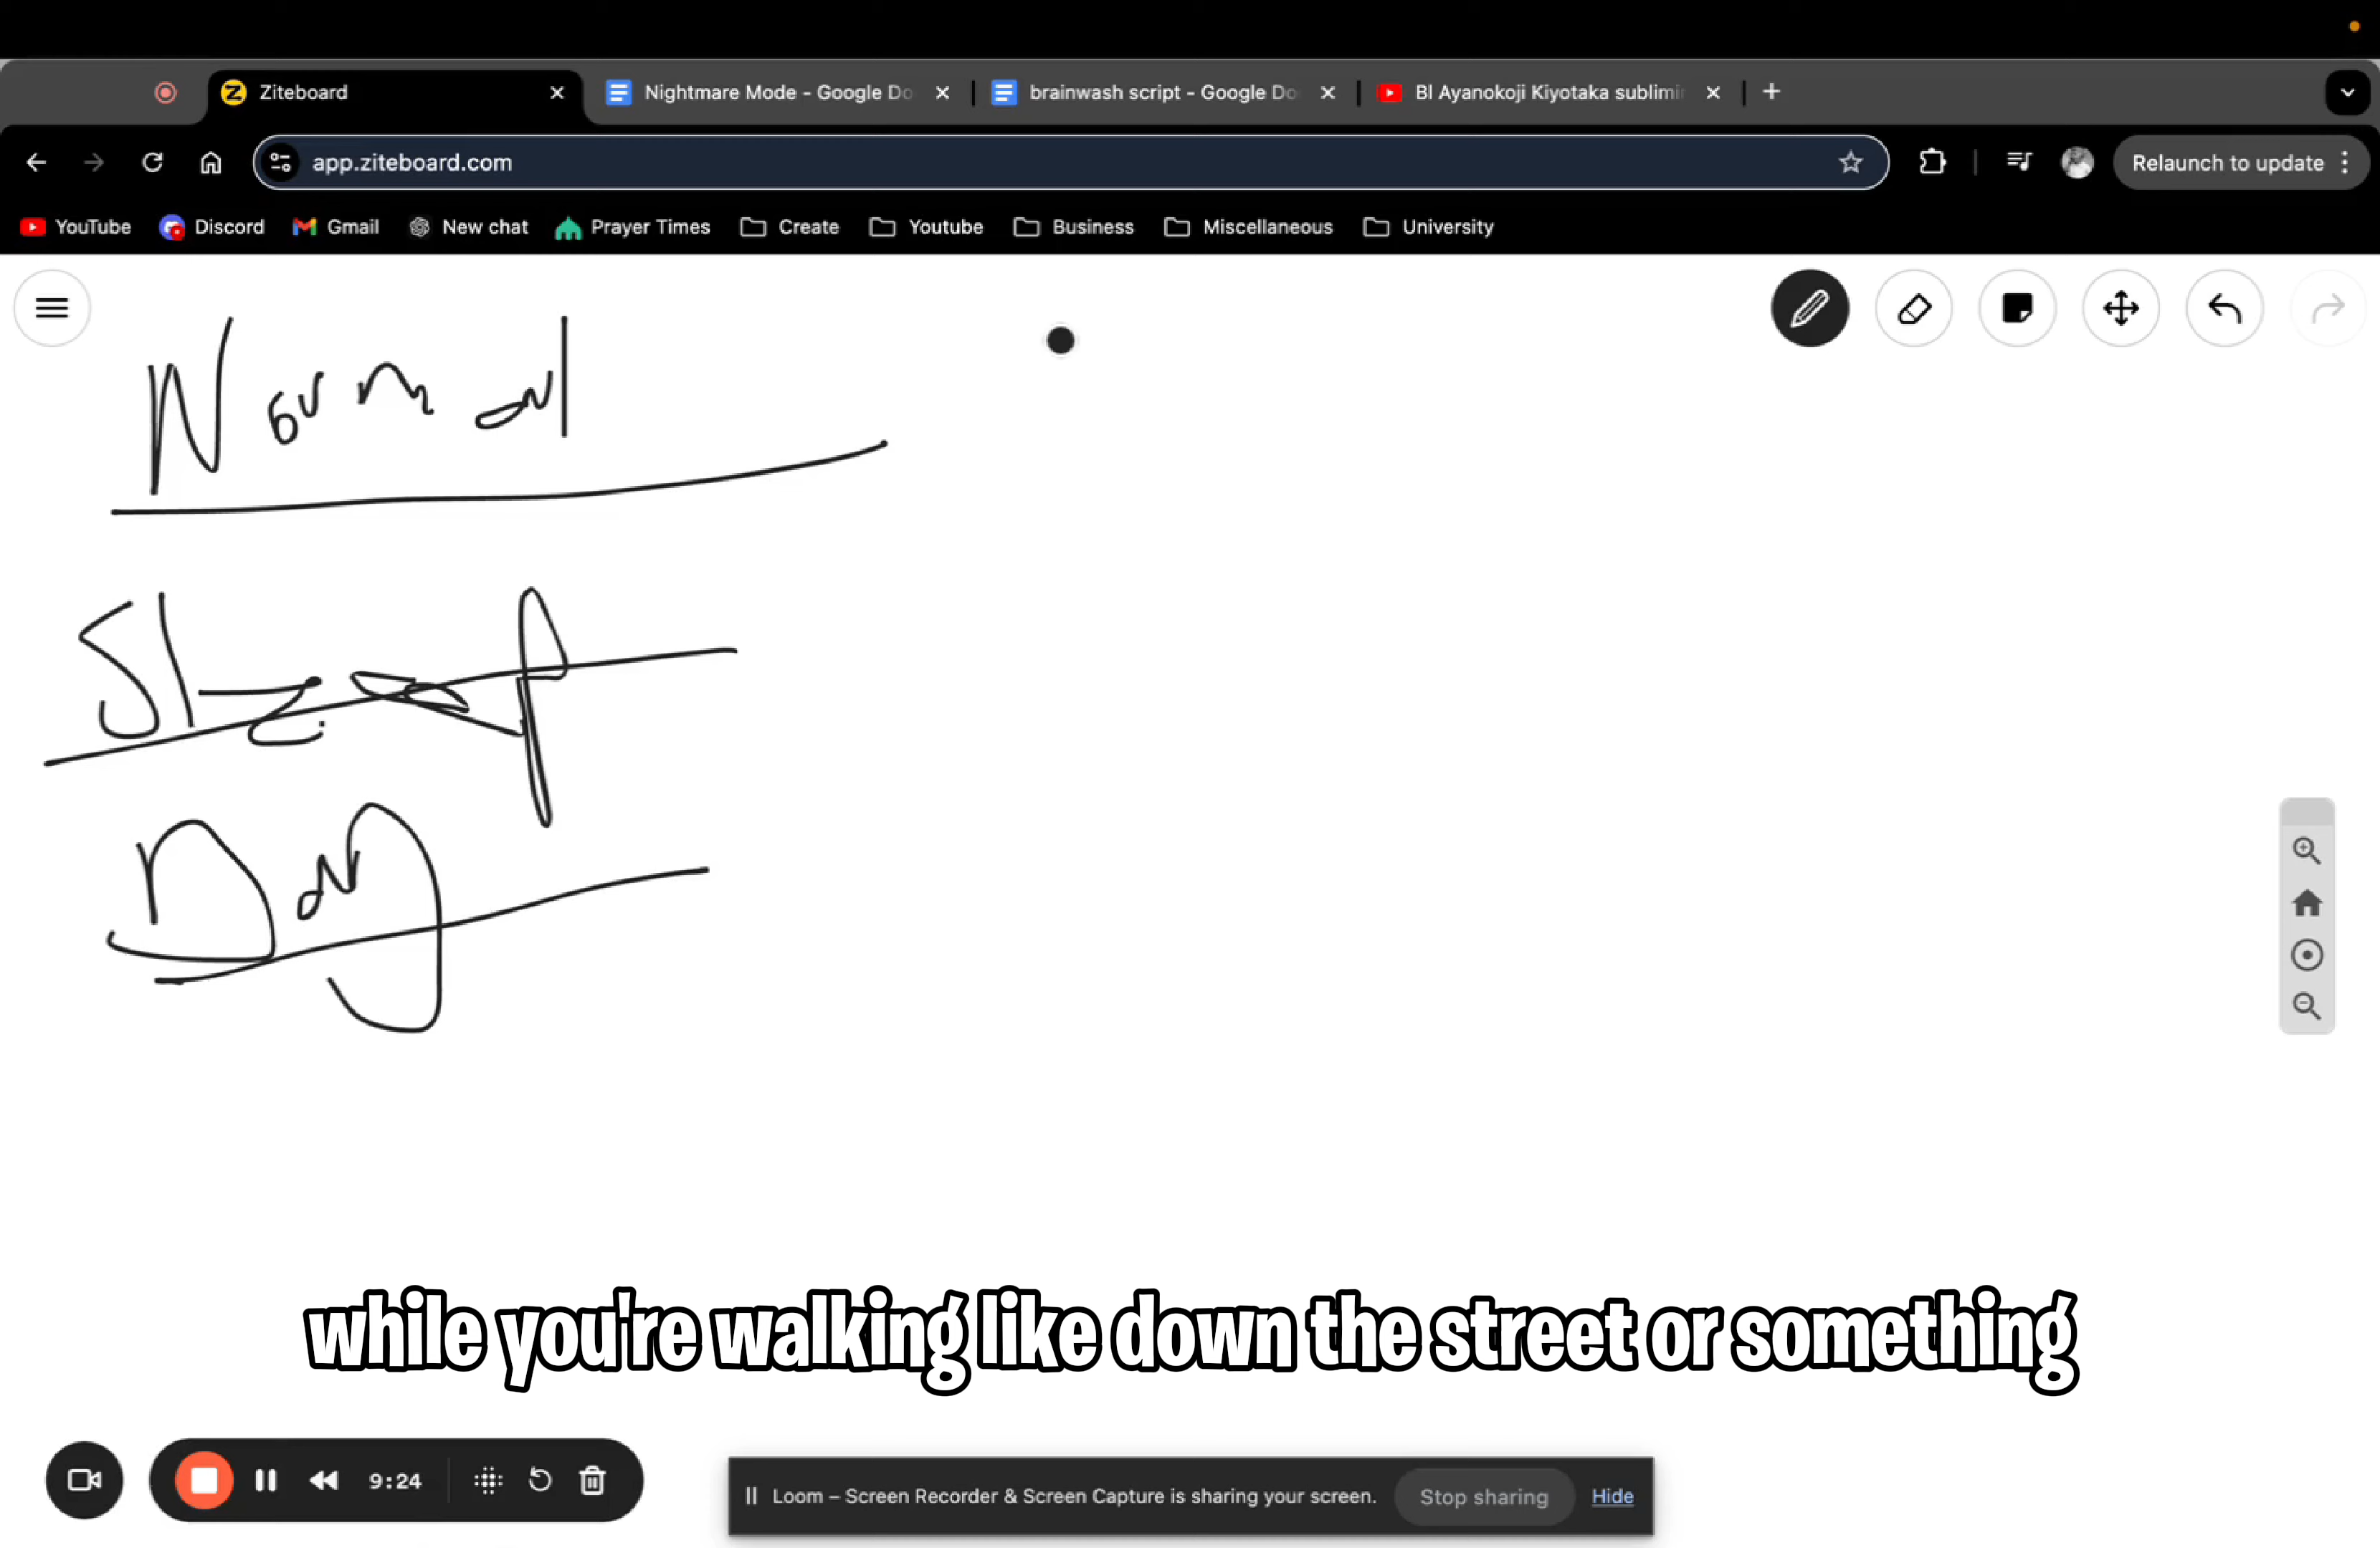 Ziteboard
Nightmare Mode - Google Do
brainwash script - Google Do
BI Ayanokoji Kiyotaka sublimi
app.ziteboard.com
Relaunch to update
YouTube
Discord
Gmail
New chat
Prayer Times
Create
Youtube
Business
Miscellaneous
University
Normal
Sleep
Day
while you're walking like down the street or something
9:24
Loom – Screen Recorder & Screen Capture is sharing your screen.
Stop sharing
Hide